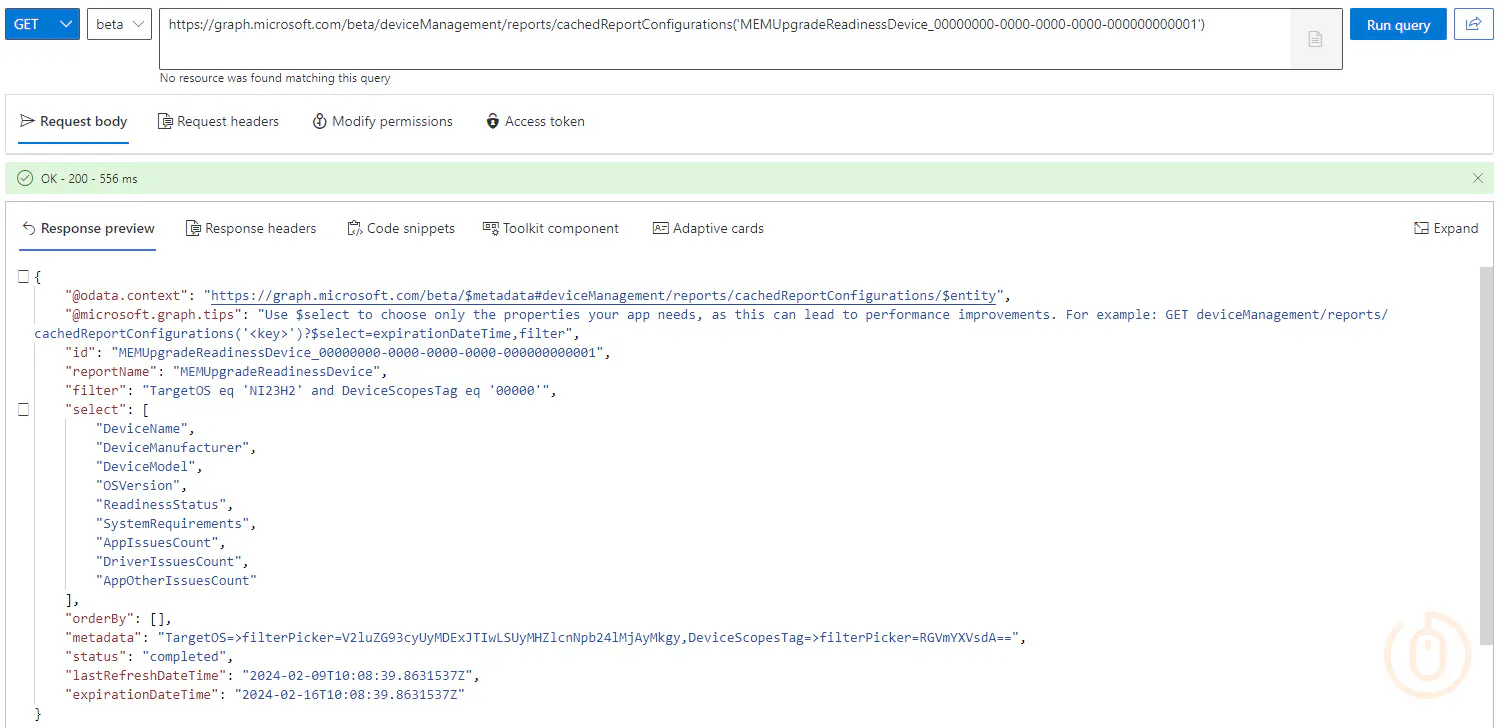 GET
beta
https://graph.microsoft.com/beta/deviceManagement/reports/cachedReportConfigurations('MEMUpgradeReadinessDevice_00000000-0000-0000-0000-000000000001')
Run query
No resource was found matching this query
Request body
Request headers
Modify permissions
Access token
OK - 200 - 556 ms
Response preview
Response headers
Code snippets
Toolkit component
Adaptive cards
Expand
{
"@odata.context": "https://graph.microsoft.com/beta/$metadata#deviceManagement/reports/cachedReportConfigurations/$entity",
"@microsoft.graph.tips": "Use $select to choose only the properties your app needs, as this can lead to performance improvements. For example: GET deviceManagement/reports/
cachedReportConfigurations('<key>')?$select=expirationDateTime,filter",
"id": "MEMUpgradeReadinessDevice_00000000-0000-0000-0000-000000000001",
"reportName": "MEMUpgradeReadinessDevice",
"filter": "TargetOS eq 'NI23H2' and DeviceScopesTag eq '00000'",
"select": [
"DeviceName",
"DeviceManufacturer",
"DeviceModel",
"OSVersion",
"ReadinessStatus",
"SystemRequirements",
"AppIssuesCount",
"DriverIssuesCount",
"AppOtherIssuesCount"
],
"orderBy": [],
"metadata": "TargetOS=>filterPicker=V2luZG93cyUyMDExJTIwLSUyMHZlcnNpb24lMjAyMkgy,DeviceScopesTag=>filterPicker=RGVmYXVsdA==",
"status": "completed",
"lastRefreshDateTime": "2024-02-09T10:08:39.8631537Z",
"expirationDateTime": "2024-02-16T10:08:39.8631537Z"
}